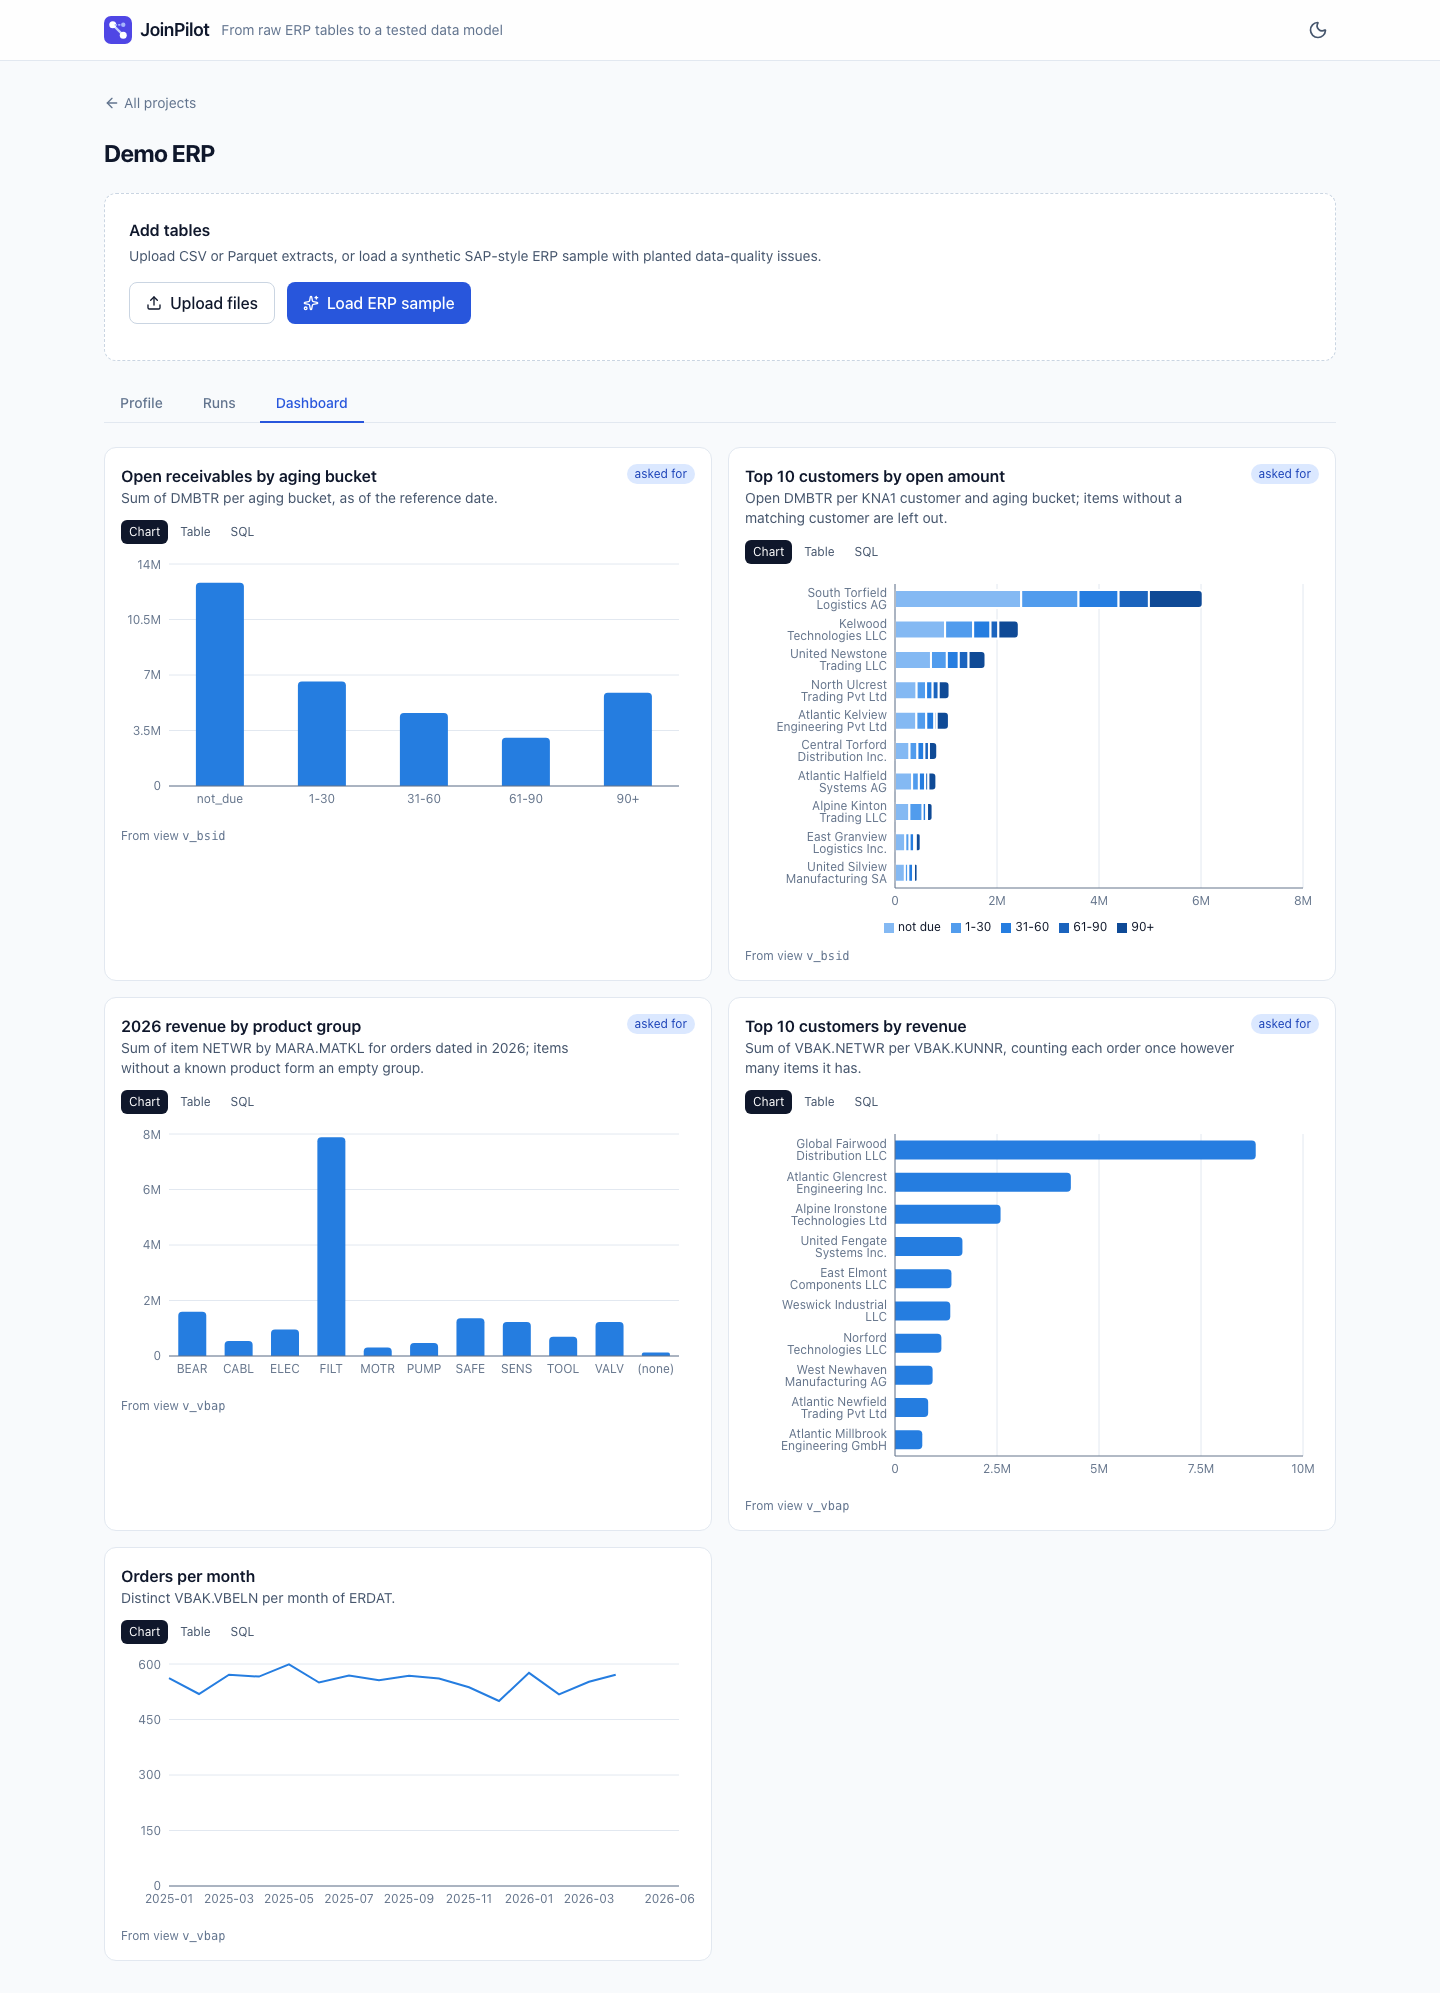 JoinPilot From raw ERP tables to a tested data model
All projects
Demo ERP
Add tables
Upload CSV or Parquet extracts, or load a synthetic SAP-style ERP sample with planted data-quality issues.
Upload files Load ERP sample
Profile Runs Dashboard
Open receivables by aging bucket asked for
Sum of DMBTR per aging bucket, as of the reference date.
Chart Table SQL
14M
10.5M
7M
3.5M
0
not_due 1-30 31-60 61-90 90+
From view v_bsid
Top 10 customers by open amount asked for
Open DMBTR per KNA1 customer and aging bucket; items without a
matching customer are left out.
Chart Table SQL
South Torfield
Logistics AG
Kelwood
Technologies LLC
United Newstone
Trading LLC
North Ulcrest
Trading Pvt Ltd
Atlantic Kelview
Engineering Pvt Ltd
Central Torford
Distribution Inc.
Atlantic Halfield
Systems AG
Alpine Kinton
Trading LLC
East Granview
Logistics Inc.
United Silview
Manufacturing SA
0 2M 4M 6M 8M
not due 1-30 31-60 61-90 90+
From view v_bsid
2026 revenue by product group asked for
Sum of item NETWR by MARA.MATKL for orders dated in 2026; items
without a known product form an empty group.
Chart Table SQL
8M
6M
4M
2M
0
BEAR CABL ELEC FILT MOTR PUMP SAFE SENS TOOL VALV (none)
From view v_vbap
Top 10 customers by revenue asked for
Sum of VBAK.NETWR per VBAK.KUNNR, counting each order once however
many items it has.
Chart Table SQL
Global Fairwood
Distribution LLC
Atlantic Glencrest
Engineering Inc.
Alpine Ironstone
Technologies Ltd
United Fengate
Systems Inc.
East Elmont
Components LLC
Weswick Industrial
LLC
Norford
Technologies LLC
West Newhaven
Manufacturing AG
Atlantic Newfield
Trading Pvt Ltd
Atlantic Millbrook
Engineering GmbH
0 2.5M 5M 7.5M 10M
From view v_vbap
Orders per month
Distinct VBAK.VBELN per month of ERDAT.
Chart Table SQL
600
450
300
150
0
2025-01 2025-03 2025-05 2025-07 2025-09 2025-11 2026-01 2026-03 2026-06
From view v_vbap